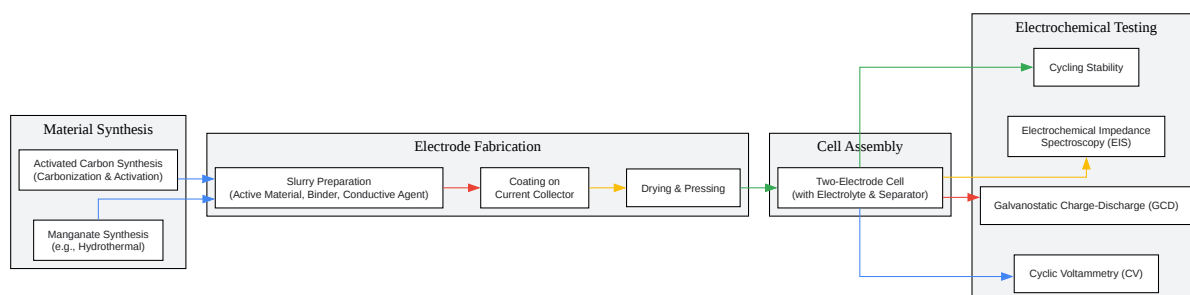 Material Synthesis
Activated Carbon Synthesis
(Carbonization & Activation)
Manganate Synthesis
(e.g., Hydrothermal)
Electrode Fabrication
Slurry Preparation
(Active Material, Binder, Conductive Agent)
Coating on
Current Collector
Drying & Pressing
Cell Assembly
Two-Electrode Cell
(with Electrolyte & Separator)
Electrochemical Testing
Cycling Stability
Electrochemical Impedance
Spectroscopy (EIS)
Galvanostatic Charge-Discharge (GCD)
Cyclic Voltammetry (CV)